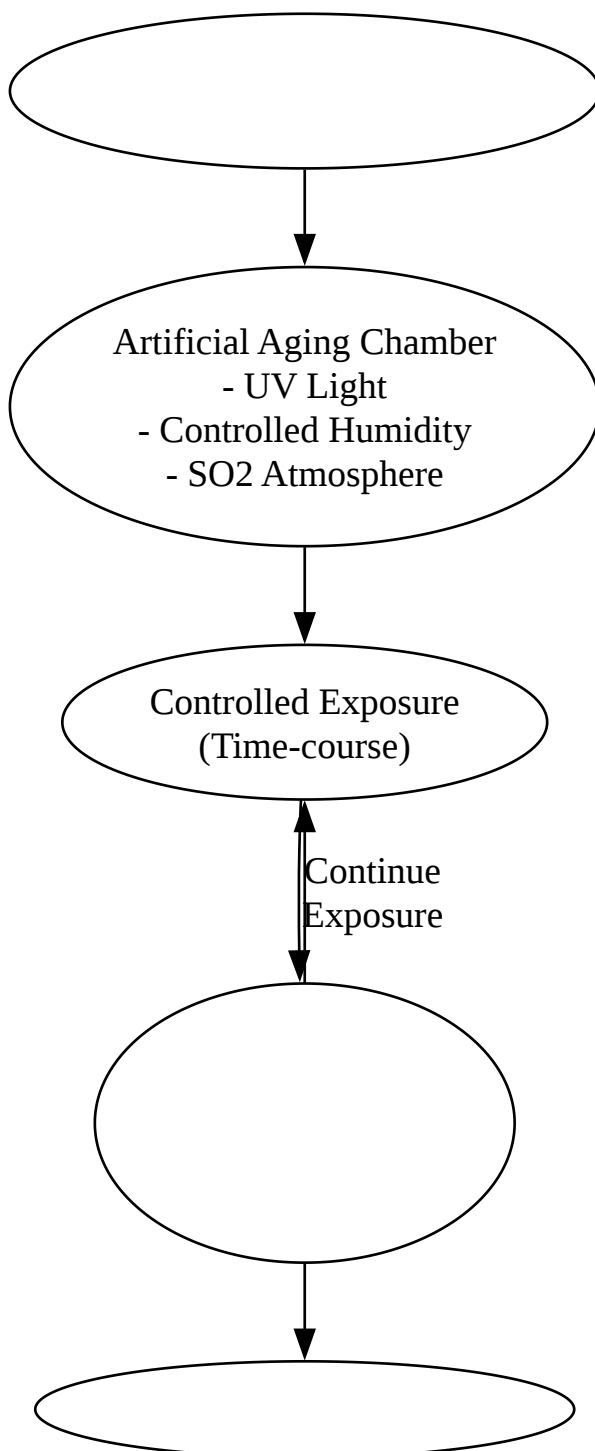 Artificial Aging Chamber
- UV Light
- Controlled Humidity
- SO2 Atmosphere
Controlled Exposure
(Time-course)
Continue
Exposure